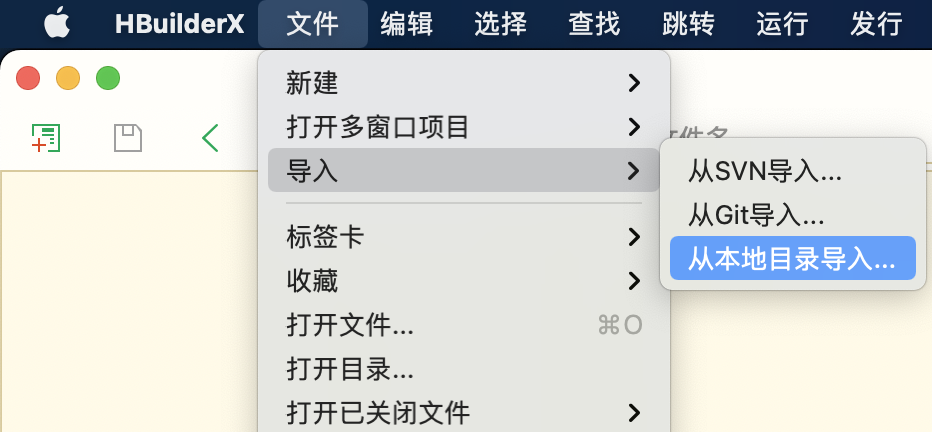 HBuilderX 文件 编辑 选择 查找 跳转 运行 发行
新建
打开多窗口项目
导入
从SVN导入...
从Git导入...
从本地目录导入...
标签卡
收藏
打开文件... ⌘O
打开目录...
打开已关闭文件